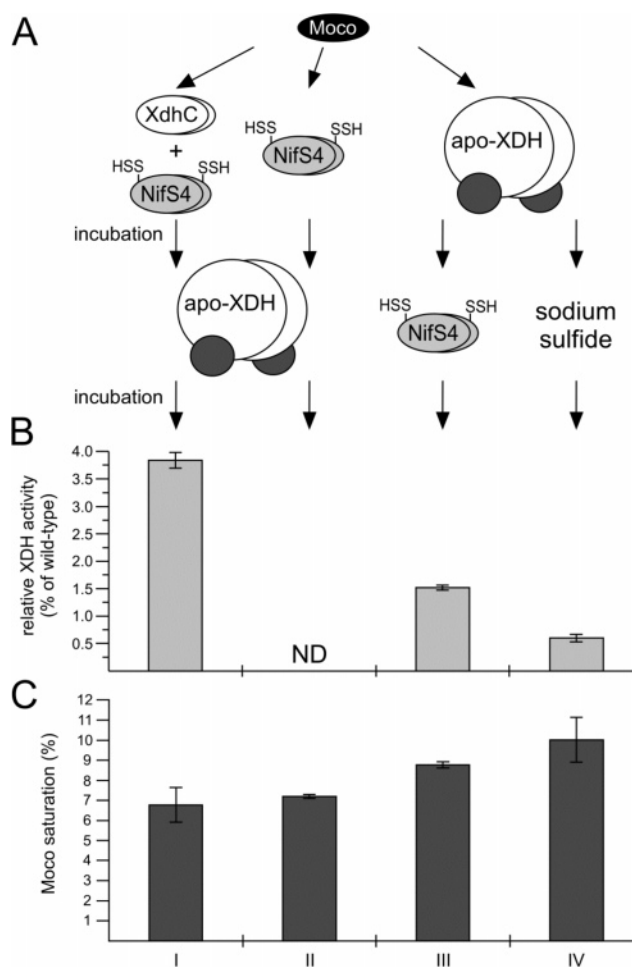 A
Moco
XdhC
+
HSS SSH
NifS4
HSS SSH
NifS4
apo-XDH
incubation
apo-XDH
HSS SSH
NifS4
sodium
sulfide
incubation
B
relative XDH activity
(% of wild-type)
4.0
3.5
3.0
2.5
2.0
1.5
1.0
0.5
ND
C
Moco saturation (%)
12
11
10
9
8
7
6
5
4
3
2
1
I II III IV